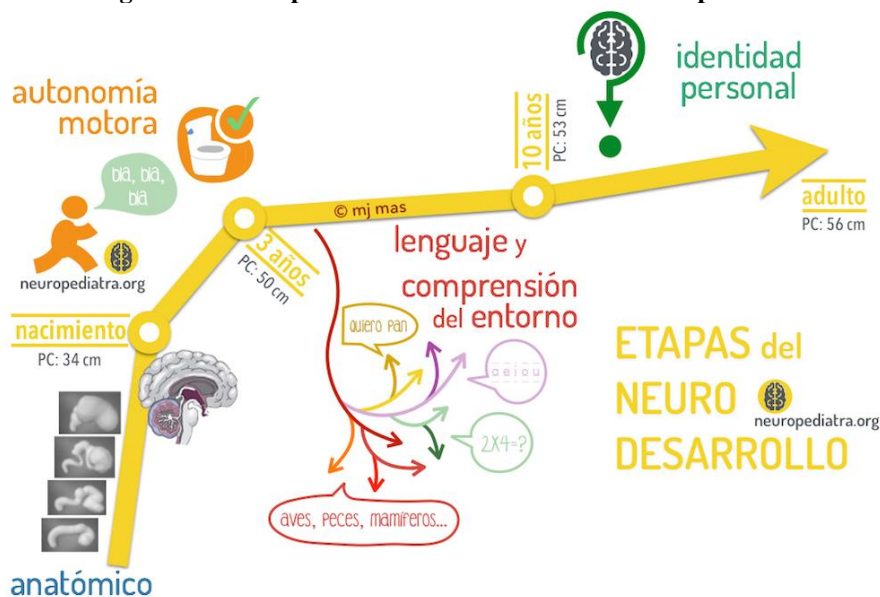 autonomía
motora
bla, bla,
bla
neuropediatra.org
nacimiento
PC: 34 cm
anatómico
3 años
PC: 50 cm
© mj mas
lenguaje y
comprensión
del entorno
quiero pan
a e i o u
2X4=?
aves, peces, mamíferos...
10 años
PC: 53 cm
identidad
personal
adulto
PC: 56 cm
ETAPAS del
NEURO
neuropediatra.org
DESARROLLO